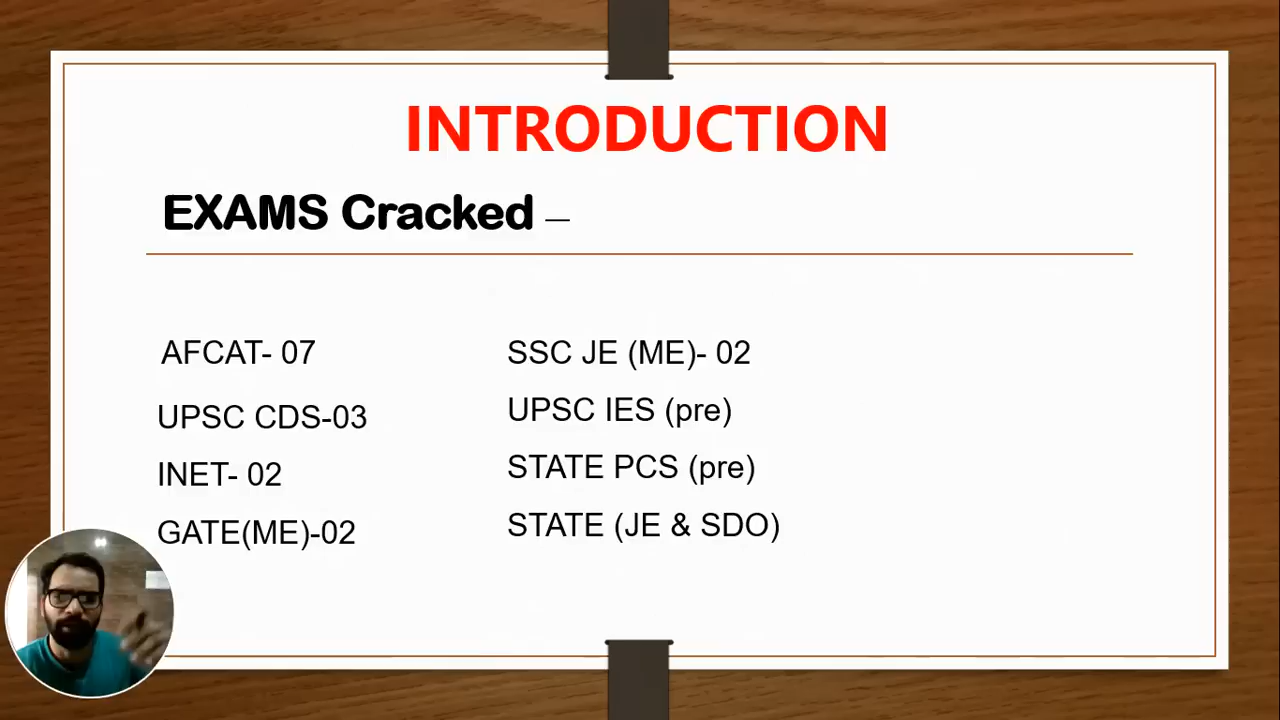 INTRODUCTION
EXAMS Cracked –
AFCAT- 07
UPSC CDS-03
INET- 02
GATE(ME)-02
SSC JE (ME)- 02
UPSC IES (pre)
STATE PCS (pre)
STATE (JE & SDO)